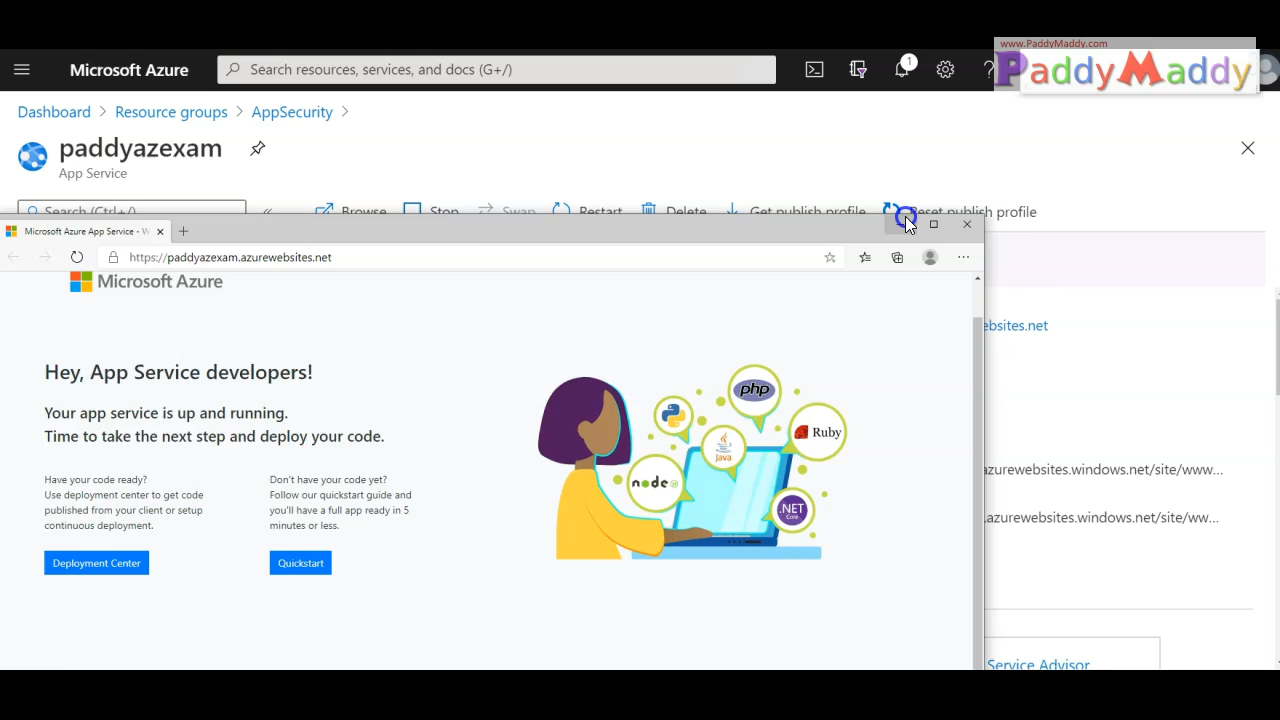 www.PaddyMaddy.com
PaddyMaddy
Microsoft Azure
Search resources, services, and docs (G+/)
1
?
Dashboard > Resource groups > AppSecurity >
paddyazexam
App Service
Search (Ctrl+/)
«
Browse
Stop
Swap
Restart
Delete
Get publish profile
Reset publish profile
Microsoft Azure App Service - W
https://paddyazexam.azurewebsites.net
Microsoft Azure
ebsites.net
Hey, App Service developers!
Your app service is up and running.
Time to take the next step and deploy your code.
Have your code ready?
Use deployment center to get code
published from your client or setup
continuous deployment.
Deployment Center
Don't have your code yet?
Follow our quickstart guide and
you'll have a full app ready in 5
minutes or less.
Quickstart
php
Ruby
Java
node
.NET
Core
azurewebsites.windows.net/site/www...
.azurewebsites.windows.net/site/ww...
Service Advisor